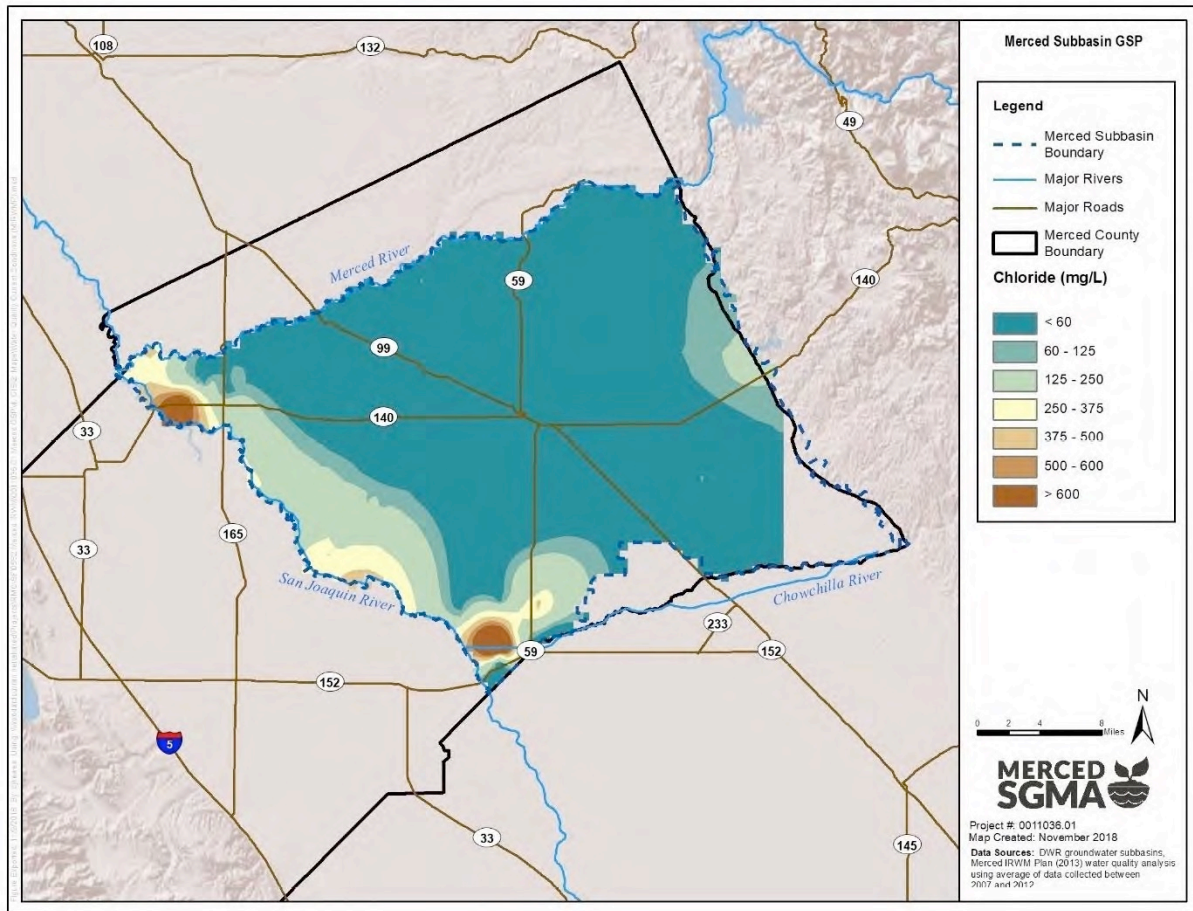 Merced Subbasin GSP
Legend
Merced Subbasin
Boundary
Major Rivers
Major Roads
Merced County
Boundary
Chloride (mg/L)
< 60
60 - 125
125 - 250
250 - 375
375 - 500
500 - 600
> 600
108
132
49
Merced River
59
140
99
140
33
165
33
San Joaquin River
Chowchilla River
233
59
152
152
5
33
145
N
0 2 4 8
Miles
MERCED
SGMA
Project #: 0011036.01
Map Created: November 2018
Data Sources: DWR groundwater subbasins,
Merced IRWM Plan (2013) water quality analysis
using average of data collected between
2007 and 2012